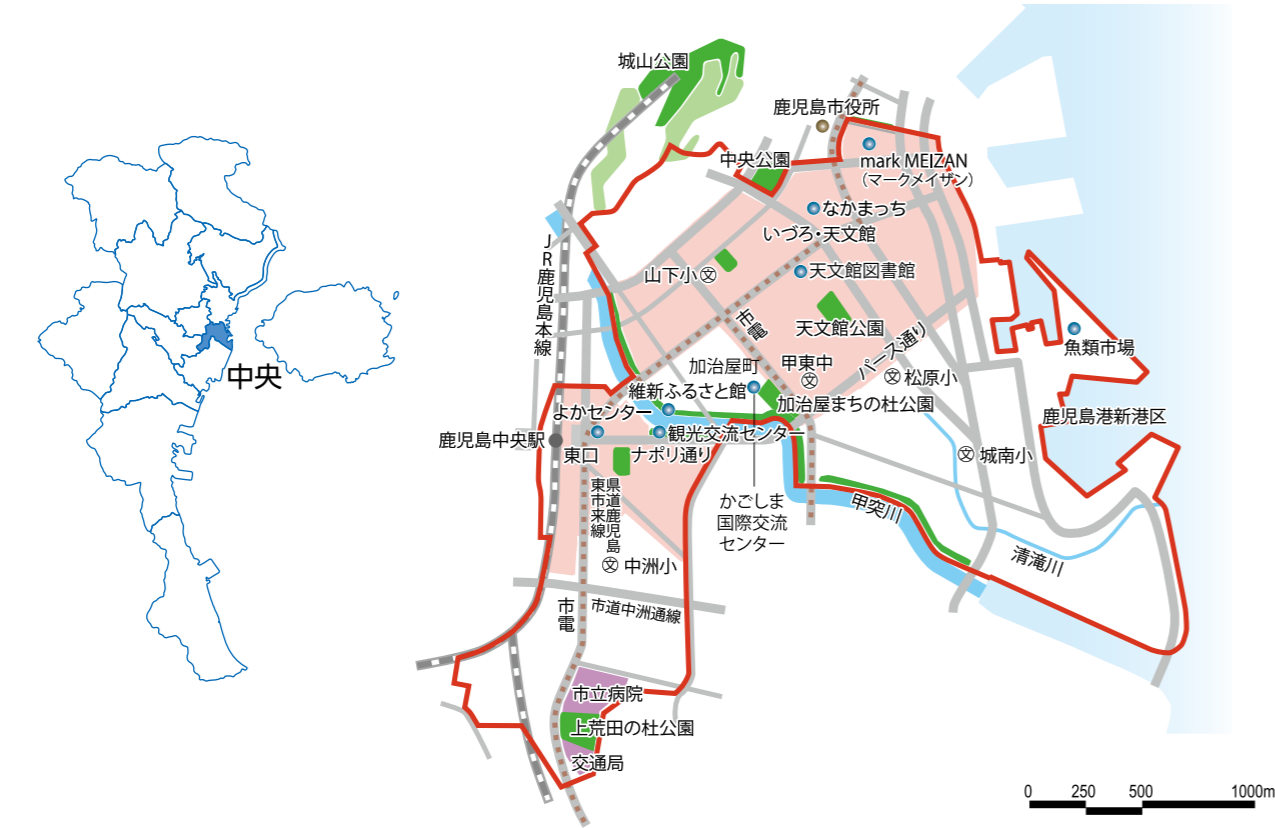 城山公園
鹿児島市役所
中央公園
mark MEIZAN
（マークメイザン）
なかまっち
いづろ・天文館
JR鹿児島本線
山下小
文
天文館図書館
市電
天文館公園
パース通り
魚類市場
中央
加治屋町
甲東中
文
文
松原小
維新ふるさと館
加治屋まちの杜公園
よかセンター
鹿児島港新港区
鹿児島中央駅
東口
観光交流センター
ナポリ通り
文
城南小
県道鹿児島
東市来線
かごしま
国際交流
センター
甲突川
文
中洲小
清滝川
市電
市道中洲通線
市立病院
上荒田の杜公園
交通局
0 250 500 1000m